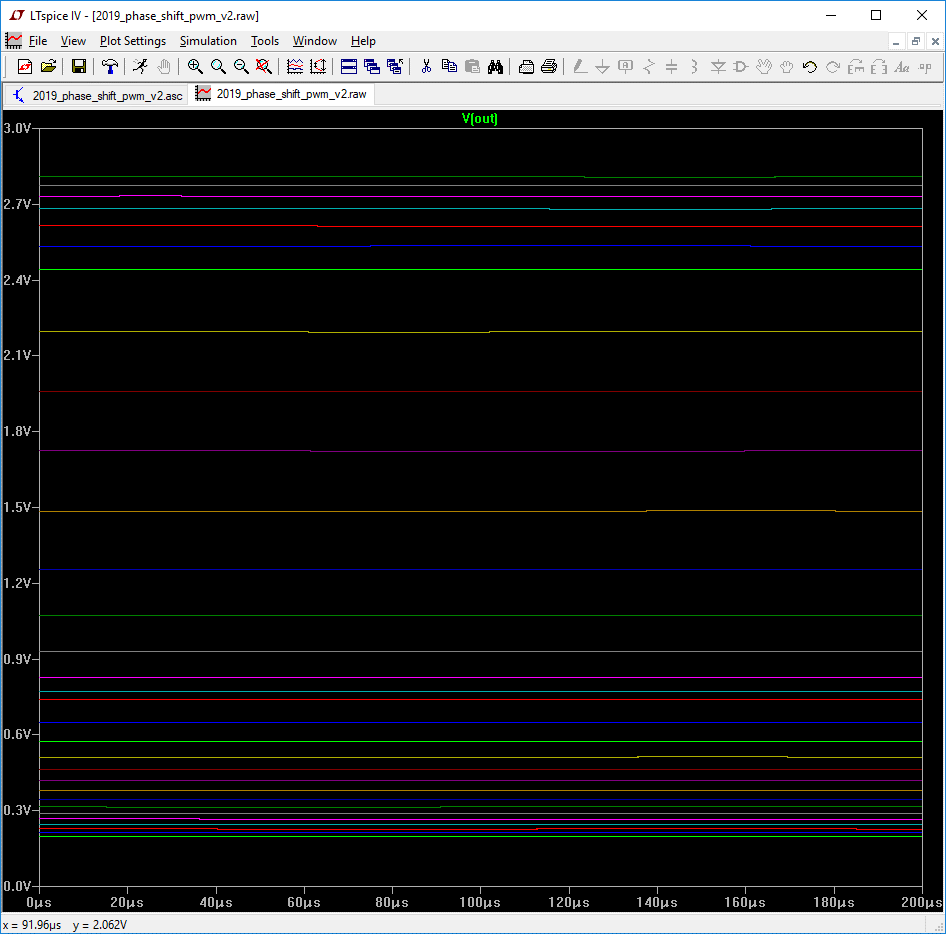 LTspice IV - [2019_phase_shift_pwm_v2.raw]
File View Plot Settings Simulation Tools Window Help
2019_phase_shift_pwm_v2.asc 2019_phase_shift_pwm_v2.raw
V(out)
3.0V
2.7V
2.4V
2.1V
1.8V
1.5V
1.2V
0.9V
0.6V
0.3V
0.0V
0µs 20µs 40µs 60µs 80µs 100µs 120µs 140µs 160µs 180µs 200µs
x = 91.96µs y = 2.062V